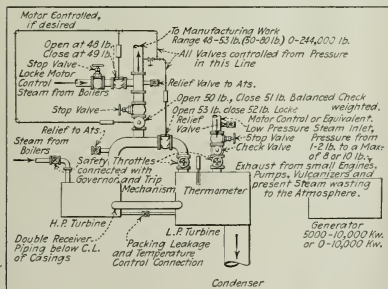 Motor Controlled,
if desired
To Manufacturing Work
Range 48-53 lb. (50-80 lb.) 0-244,000 lb.
All Valves controlled from Pressure
in this Line
Open at 48 lb.
Close at 49 lb.
Stop Valve
Locke Motor
Control
Steam from Boilers
Relief Valve to Ats.
Stop Valve
Open 50 lb., Close 51 lb. Balanced Check
Open 53 lb. close 52 lb. Locke weighted.
Relief Valve
Motor Control or Equivalent.
Low Pressure Steam Inlet,
Stop Valve Pressure from
Check Valve 1-2 lb. to a Max-
of 8 or 10 lb.
Relief to Ats.
Steam from
Boilers
Safety Throttles
connected with
Governor and Trip
Mechanism
Thermometer
Exhaust from small Engines.
Pumps, Vulcanizers and
present Steam wasting
to the Atmosphere.
H.P. Turbine
L.P. Turbine
Generator
5000-10,000 Kw.
or 0-10,000 Kw.
Double Receiver
Piping below C.L.
of Casings
Packing Leakage
and Temperature
Control Connection
Condenser